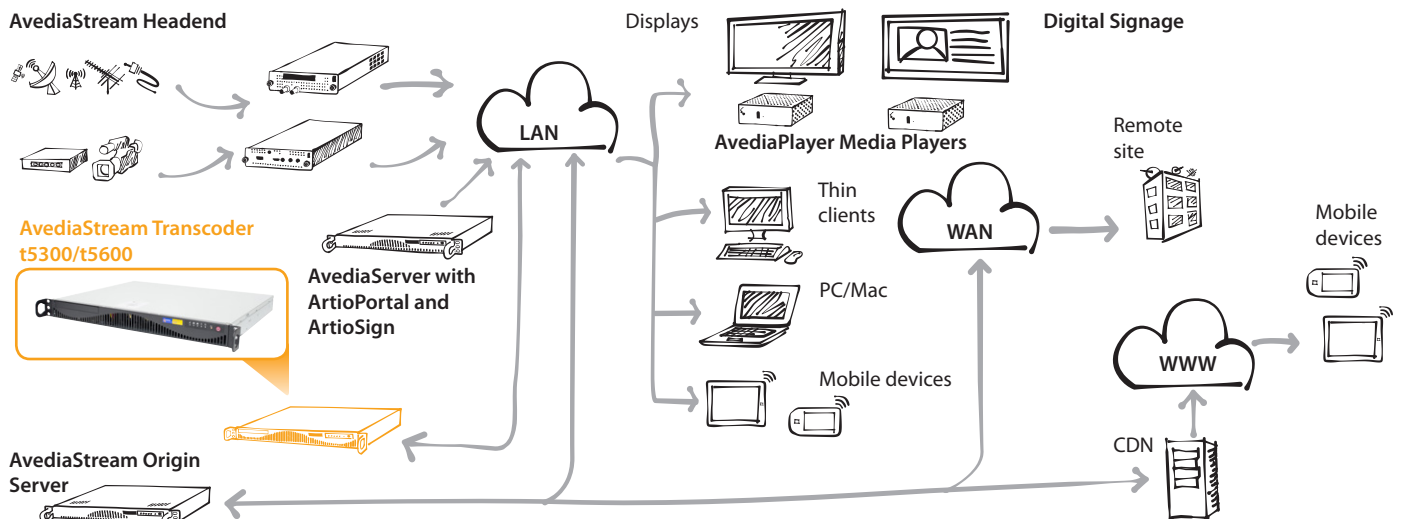 AvediaStream Headend
Displays
Digital Signage
LAN
AvediaPlayer Media Players
Remote
site
AvediaStream Transcoder
t5300/t5600
Thin
clients
WAN
Mobile
devices
AvediaServer with
ArtioPortal and
ArtioSign
PC/Mac
WWW
Mobile devices
CDN
AvediaStream Origin
Server